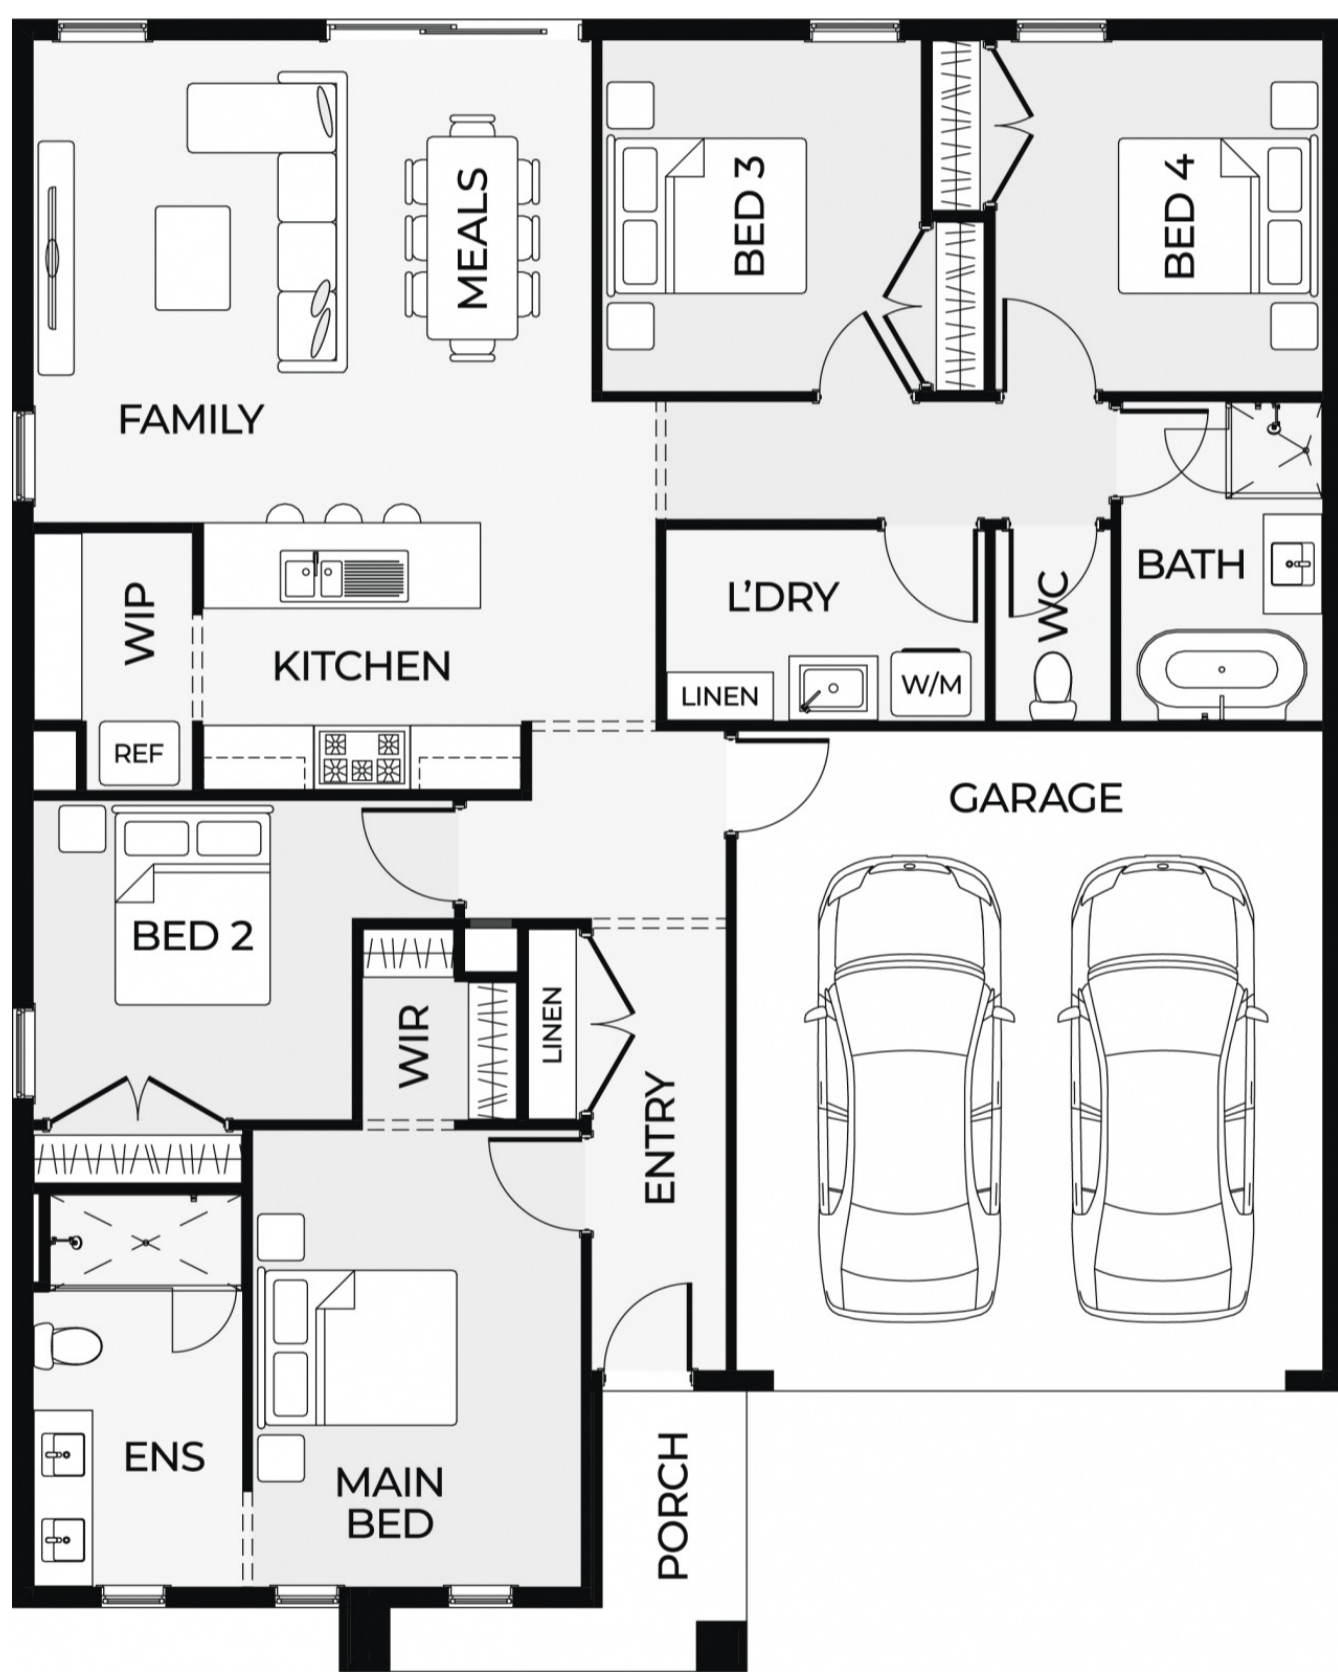 MEALS
BED 3
BED 4
FAMILY
WIP
KITCHEN
L'DRY
WC
BATH
LINEN
W/M
REF
GARAGE
BED 2
WIR
LINEN
ENTRY
ENS
MAIN
BED
PORCH